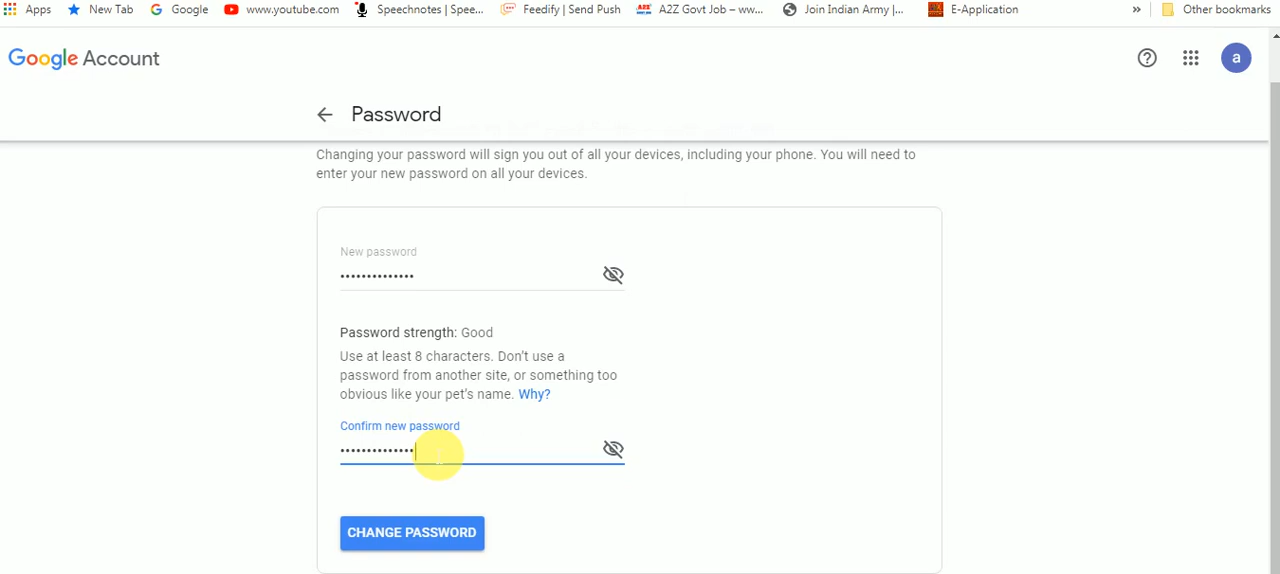 Apps New Tab Google www.youtube.com Speechnotes | Spee... Feedify | Send Push A2Z Govt Job – ww... Join Indian Army |... E-Application » Other bookmarks
Google Account
? a
Password
Changing your password will sign you out of all your devices, including your phone. You will need to
enter your new password on all your devices.
New password
••••••••••••••
Password strength: Good
Use at least 8 characters. Don't use a
password from another site, or something too
obvious like your pet's name. Why?
Confirm new password
••••••••••••••
CHANGE PASSWORD